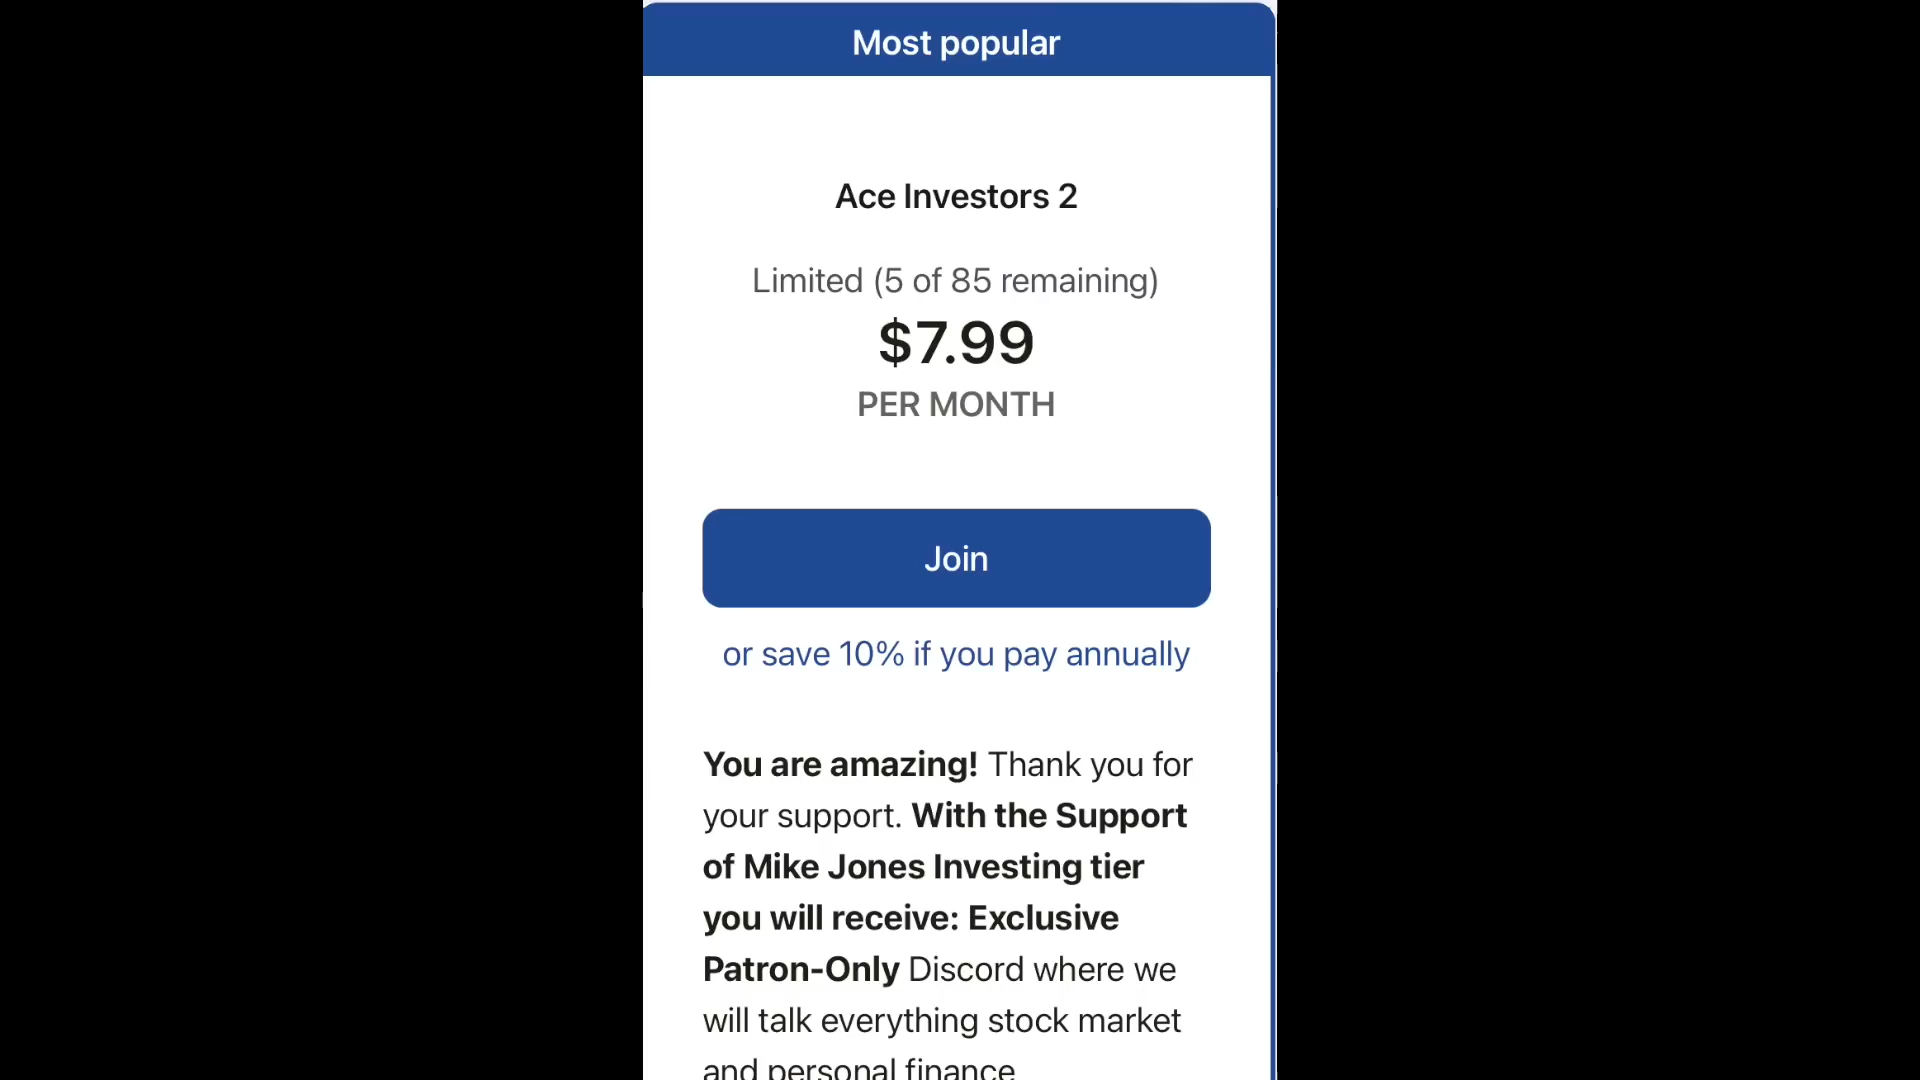 Most popular
Ace Investors 2
Limited (5 of 85 remaining)
$7.99
PER MONTH
Join
or save 10% if you pay annually
You are amazing! Thank you for
your support. With the Support
of Mike Jones Investing tier
you will receive: Exclusive
Patron-Only Discord where we
will talk everything stock market
and personal finance